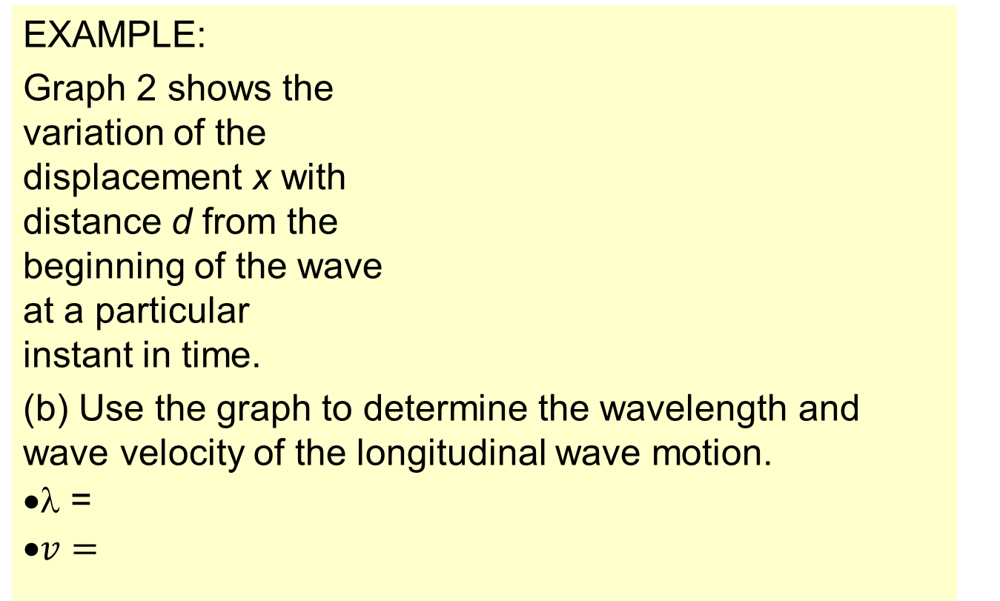 EXAMPLE:
Graph 2 shows the
variation of the
displacement x with
distance d from the
beginning of the wave
at a particular
instant in time.
(b) Use the graph to determine the wavelength and
wave velocity of the longitudinal wave motion.
•λ =
•v =